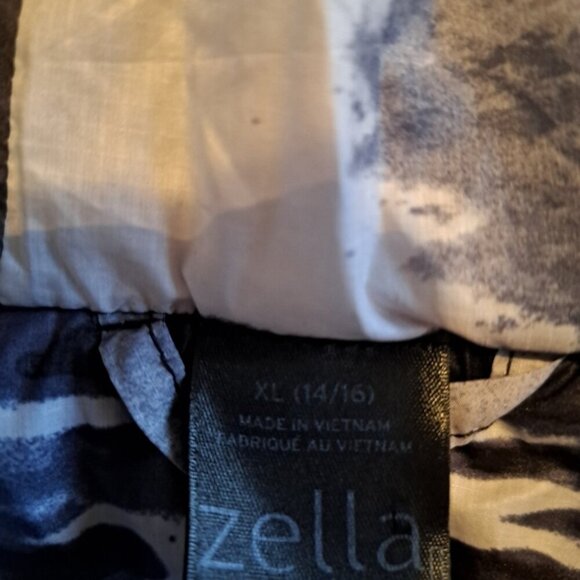 XL (14/16)
MADE IN VIETNAM
FABRIQUÉ AU VIETNAM
zella